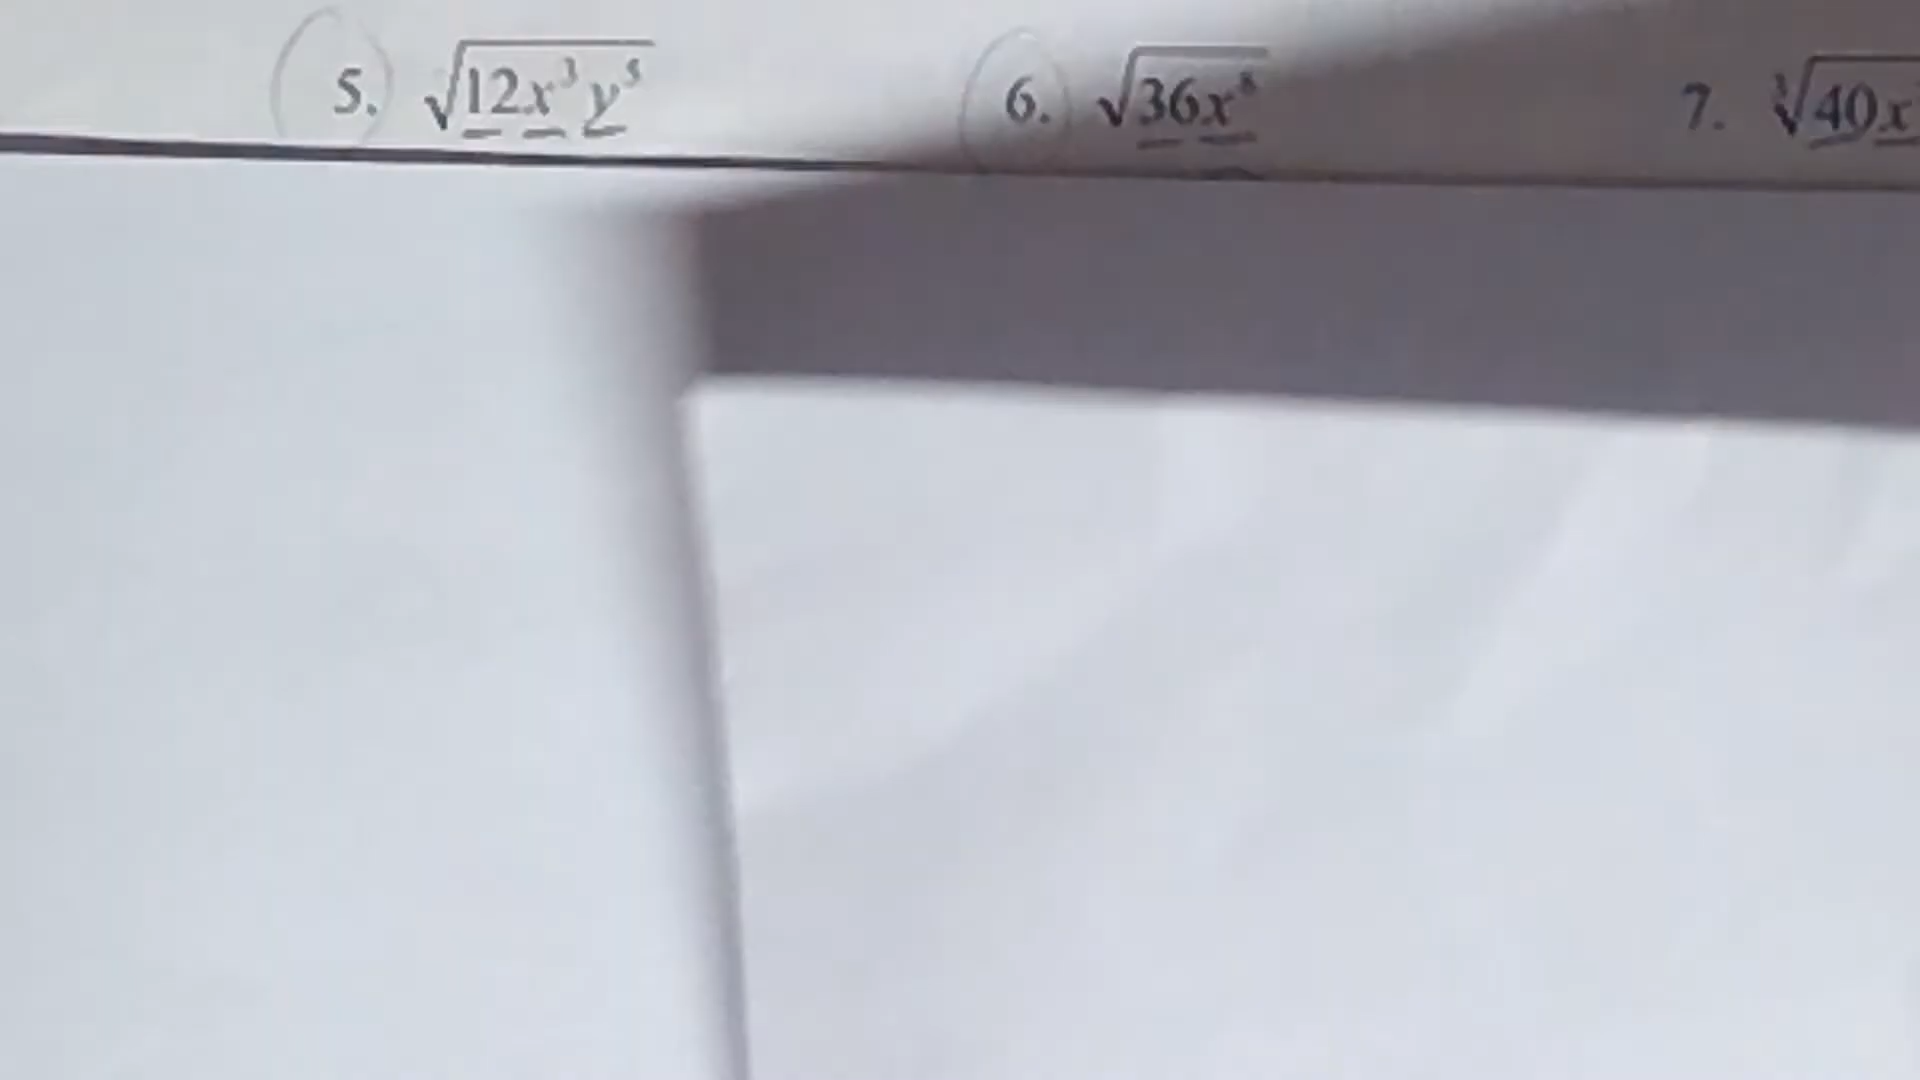 5. √12x³y⁵ 6. √36x⁸ 7. ∛40x